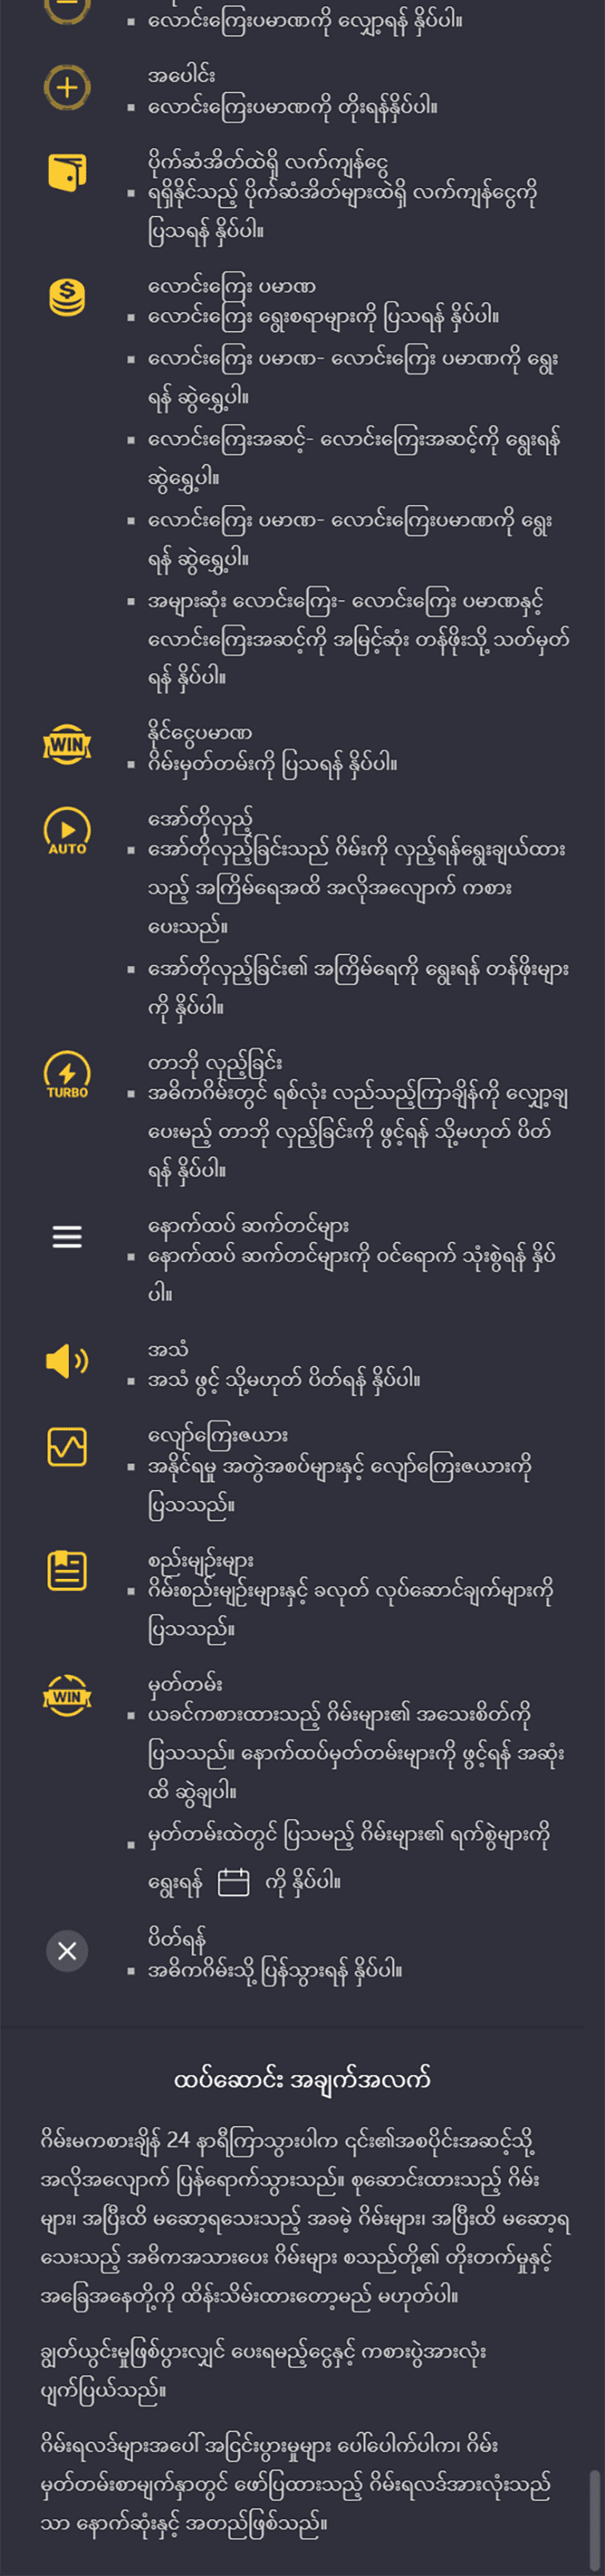 လောင်းကြေးပမာဏကို လျှော့ရန် နှိပ်ပါ။
အပေါင်း
လောင်းကြေးပမာဏကို တိုးရန်နှိပ်ပါ။
ပိုက်ဆံအိတ်ထဲရှိ လက်ကျန်ငွေ
ရရှိနိုင်သည့် ပိုက်ဆံအိတ်များထဲရှိ လက်ကျန်ငွေကို
ပြသရန် နှိပ်ပါ။
လောင်းကြေး ပမာဏ
လောင်းကြေး ရွေးစရာများကို ပြသရန် နှိပ်ပါ။
လောင်းကြေး ပမာဏ- လောင်းကြေး ပမာဏကို ရွေး
ရန် ဆွဲရွှေ့ပါ။
လောင်းကြေးအဆင့်- လောင်းကြေးအဆင့်ကို ရွေးရန်
ဆွဲရွှေ့ပါ။
လောင်းကြေး ပမာဏ- လောင်းကြေးပမာဏကို ရွေး
ရန် ဆွဲရွှေ့ပါ။
အများဆုံး လောင်းကြေး- လောင်းကြေး ပမာဏနှင့်
လောင်းကြေးအဆင့်ကို အမြင့်ဆုံး တန်ဖိုးသို့ သတ်မှတ်
ရန် နှိပ်ပါ။
WIN
နိုင်ငွေပမာဏ
ဂိမ်းမှတ်တမ်းကို ပြသရန် နှိပ်ပါ။
AUTO
အော်တိုလှည့်
အော်တိုလှည့်ခြင်းသည် ဂိမ်းကို လှည့်ရန်ရွေးချယ်ထား
သည့် အကြိမ်ရေအထိ အလိုအလျောက် ကစား
ပေးသည်။
အော်တိုလှည့်ခြင်း၏ အကြိမ်ရေကို ရွေးရန် တန်ဖိုးများ
ကို နှိပ်ပါ။
TURBO
တာဘို လှည့်ခြင်း
အဓိကဂိမ်းတွင် ရစ်လုံး လည်သည့်ကြာချိန်ကို လျှော့ချ
ပေးမည့် တာဘို လှည့်ခြင်းကို ဖွင့်ရန် သို့မဟုတ် ပိတ်
ရန် နှိပ်ပါ။
နောက်ထပ် ဆက်တင်များ
နောက်ထပ် ဆက်တင်များကို ဝင်ရောက် သုံးစွဲရန် နှိပ်
ပါ။
အသံ
အသံ ဖွင့် သို့မဟုတ် ပိတ်ရန် နှိပ်ပါ။
လျော်ကြေးဇယား
အနိုင်ရမှု အတွဲအစပ်များနှင့် လျော်ကြေးဇယားကို
ပြသသည်။
စည်းမျဉ်းများ
ဂိမ်းစည်းမျဉ်းများနှင့် ခလုတ် လုပ်ဆောင်ချက်များကို
ပြသသည်။
WIN
မှတ်တမ်း
ယခင်ကစားထားသည့် ဂိမ်းများ၏ အသေးစိတ်ကို
ပြသသည်။ နောက်ထပ်မှတ်တမ်းများကို ဖွင့်ရန် အဆုံး
ထိ ဆွဲချပါ။
မှတ်တမ်းထဲတွင် ပြသမည့် ဂိမ်းများ၏ ရက်စွဲများကို
ရွေးရန် ကို နှိပ်ပါ။
ပိတ်ရန်
အဓိကဂိမ်းသို့ ပြန်သွားရန် နှိပ်ပါ။
ထပ်ဆောင်း အချက်အလက်
ဂိမ်းမကစားချိန် 24 နာရီကြာသွားပါက ၎င်း၏အစပိုင်းအဆင့်သို့
အလိုအလျောက် ပြန်ရောက်သွားသည်။ စုဆောင်းထားသည့် ဂိမ်း
များ၊ အပြီးထိ မဆော့ရသေးသည့် အခမဲ့ ဂိမ်းများ၊ အပြီးထိ မဆော့ရ
သေးသည့် အဓိကအသားပေး ဂိမ်းများ စသည်တို့၏ တိုးတက်မှုနှင့်
အခြေအနေတို့ကို ထိန်းသိမ်းထားတော့မည် မဟုတ်ပါ။
ချွတ်ယွင်းမှုဖြစ်ပွားလျှင် ပေးရမည့်ငွေနှင့် ကစားပွဲအားလုံး
ပျက်ပြယ်သည်။
ဂိမ်းရလဒ်များအပေါ် အငြင်းပွားမှုများ ပေါ်ပေါက်ပါက၊ ဂိမ်း
မှတ်တမ်းစာမျက်နှာတွင် ဖော်ပြထားသည့် ဂိမ်းရလဒ်အားလုံးသည်
သာ နောက်ဆုံးနှင့် အတည်ဖြစ်သည်။